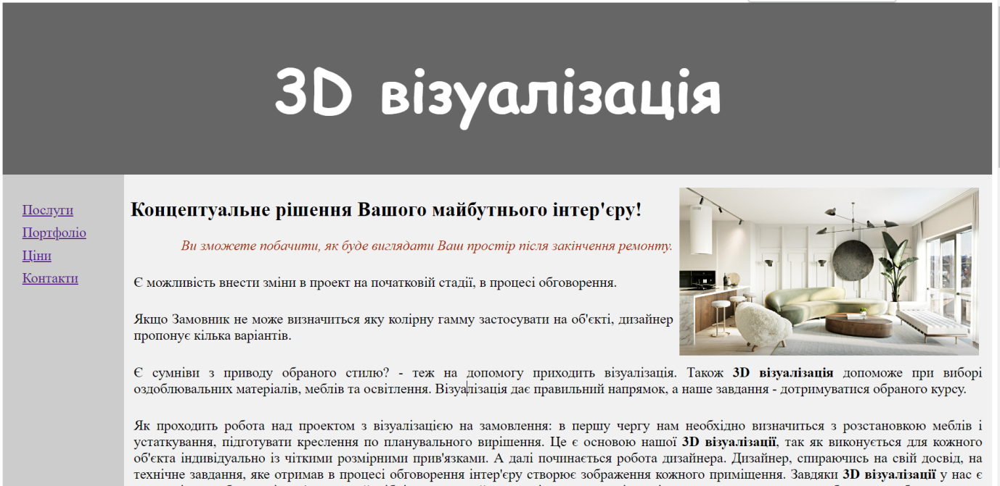 3D візуалізація
Послуги
Портфоліо
Ціни
Контакти
Концептуальне рішення Вашого майбутнього інтер'єру!
Ви зможете побачити, як буде виглядати Ваш простір після закінчення ремонту.
Є можливість внести зміни в проект на початковій стадії, в процесі обговорення.
Якщо Замовник не може визначиться яку колірну гамму застосувати на об'єкті, дизайнер
пропонує кілька варіантів.
Є сумніви з приводу обраного стилю? - теж на допомогу приходить візуалізація. Також 3D візуалізація допоможе при виборі
оздоблювальних матеріалів, меблів та освітлення. Візуалізація дає правильний напрямок, а наше завдання - дотримуватися обраного курсу.
Як проходить робота над проектом з візуалізацією на замовлення: в першу чергу нам необхідно визначиться з розстановкою меблів і
устаткування, підготувати креслення по планувального вирішення. Це є основою нашої 3D візуалізації, так як виконується для кожного
об'єкта індивідуально із чіткими розмірними прив'язками. А далі починається робота дизайнера. Дизайнер, спираючись на свій досвід, на
технічне завдання, яке отримав в процесі обговорення інтер'єру створює зображення кожного приміщення. Завдяки 3D візуалізації у нас є